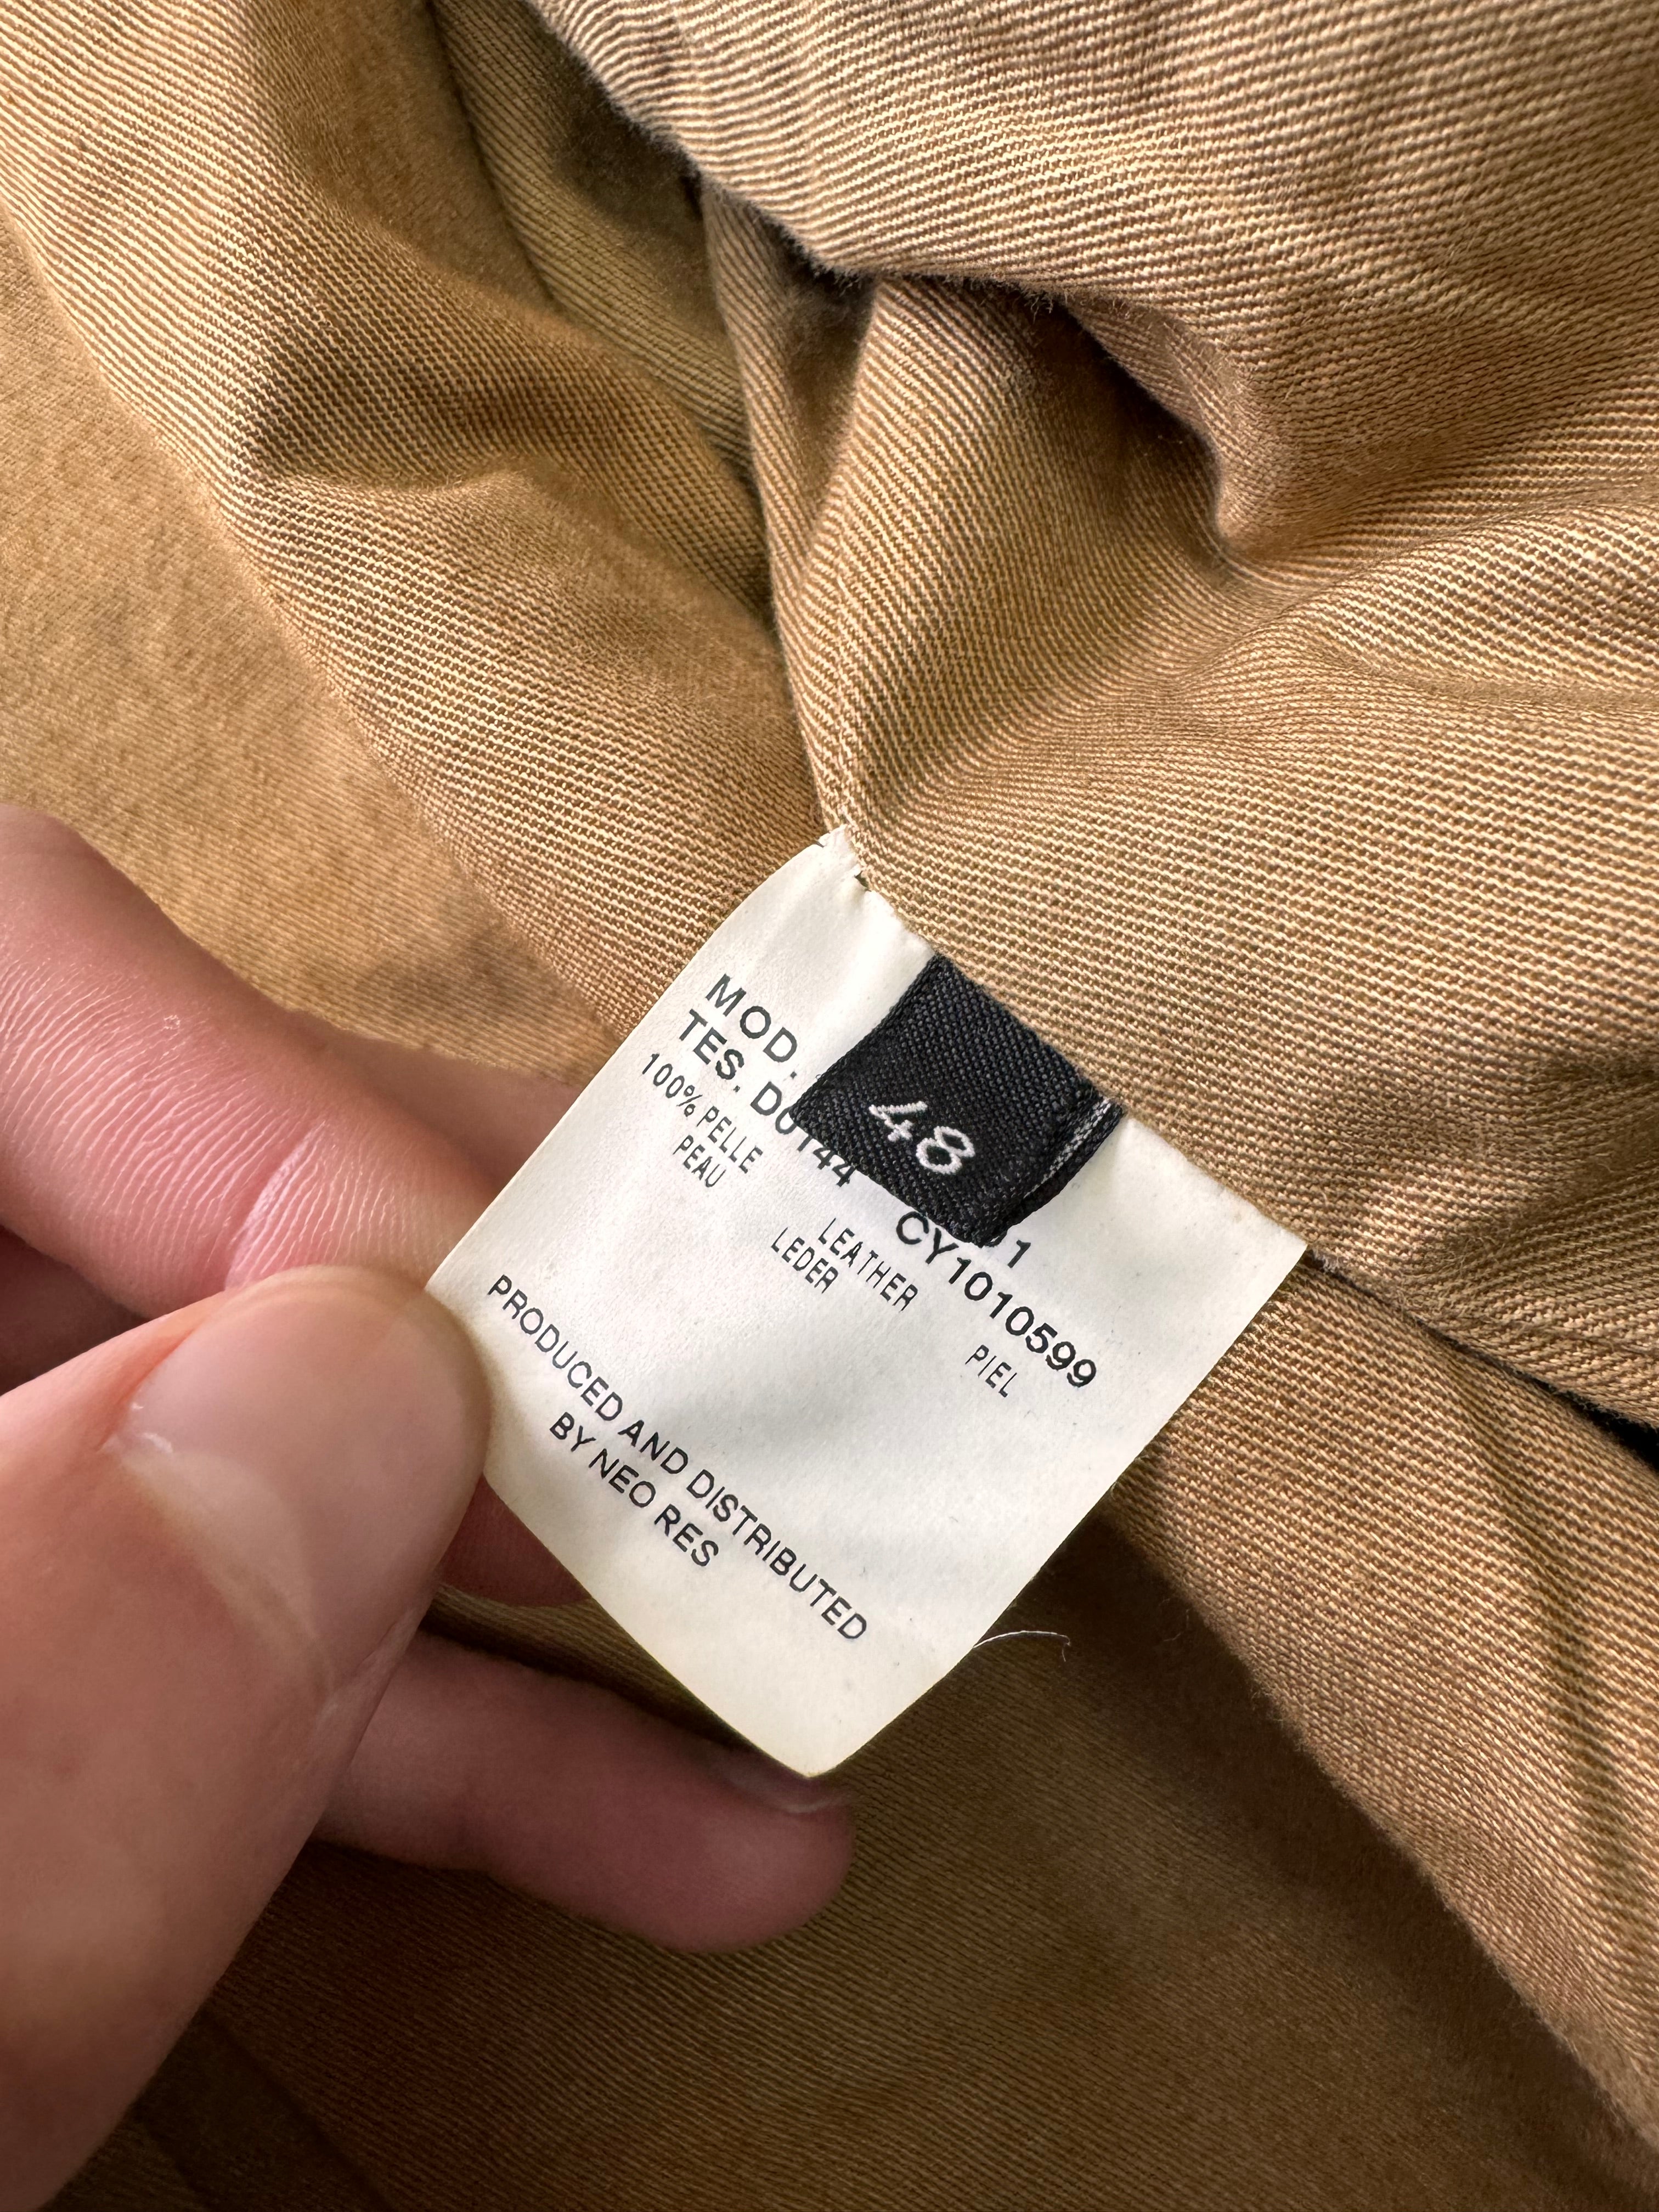 MOD.
48
TES. D0144
CY1010599
100% PELLE LEATHER PIEL
PEAU LEDER
PRODUCED AND DISTRIBUTED
BY NEO RES